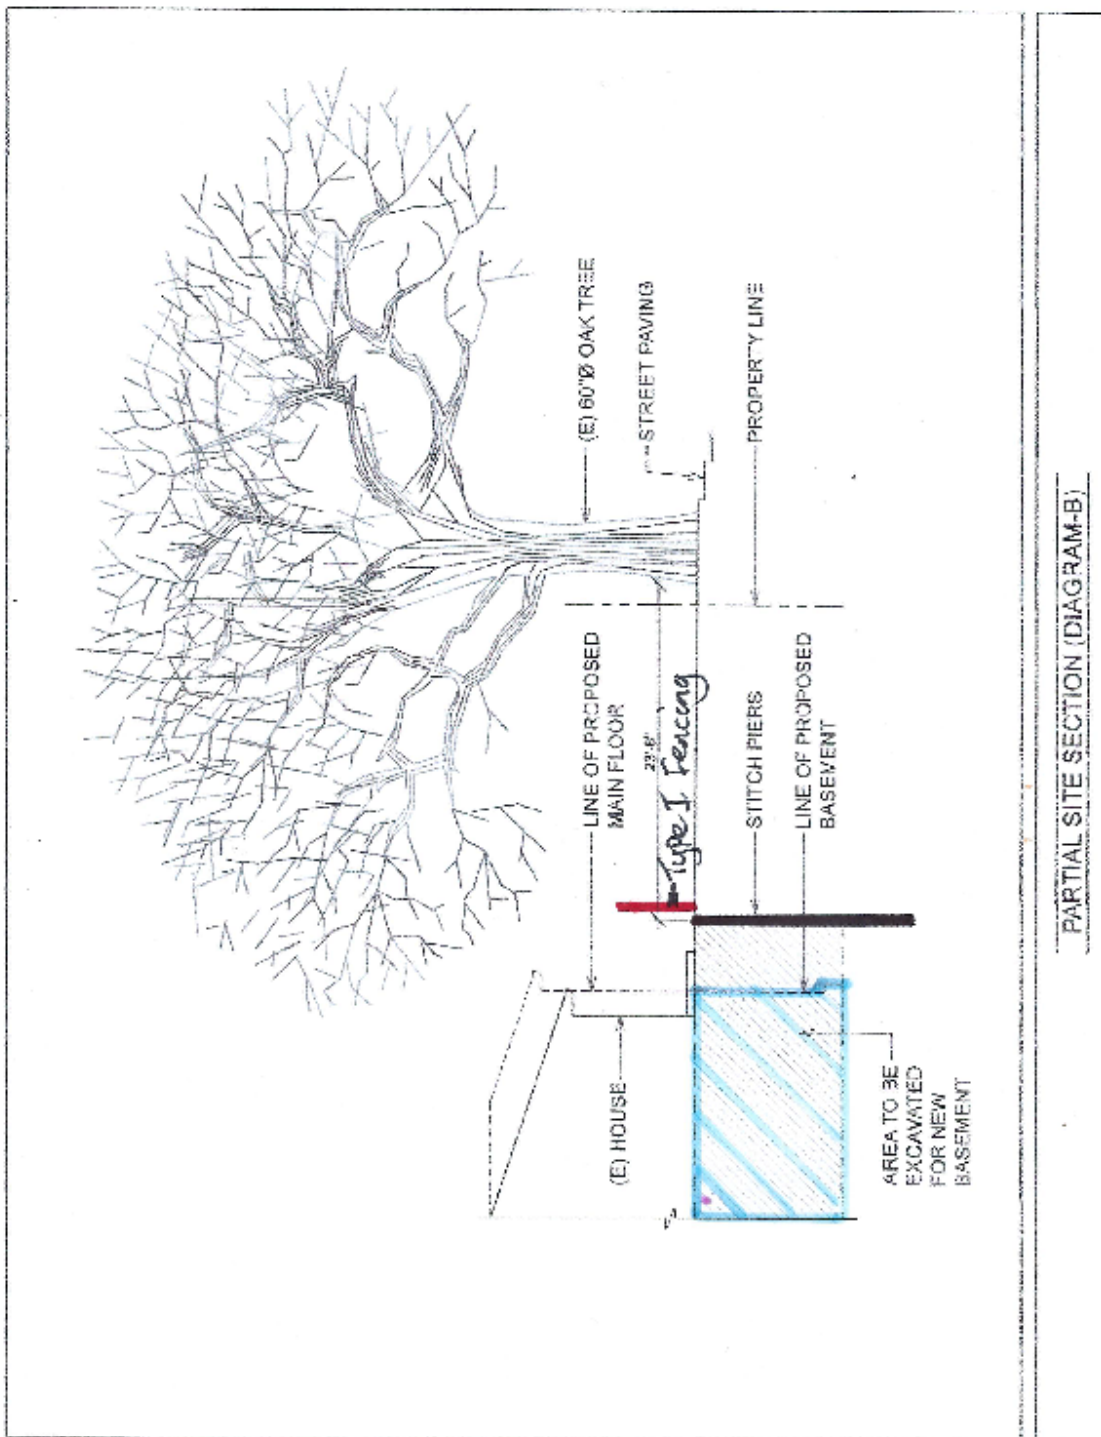 (E) 60"Ø OAK TREE
STREET PAVING
PROPERTY LINE
LINE OF PROPOSED
MAIN FLOOR
23'-6"
Type I Fencing
STITCH PIERS
LINE OF PROPOSED
BASEMENT
(E) HOUSE
AREA TO BE
EXCAVATED
FOR NEW
BASEMENT
PARTIAL SITE SECTION (DIAGRAM-B)